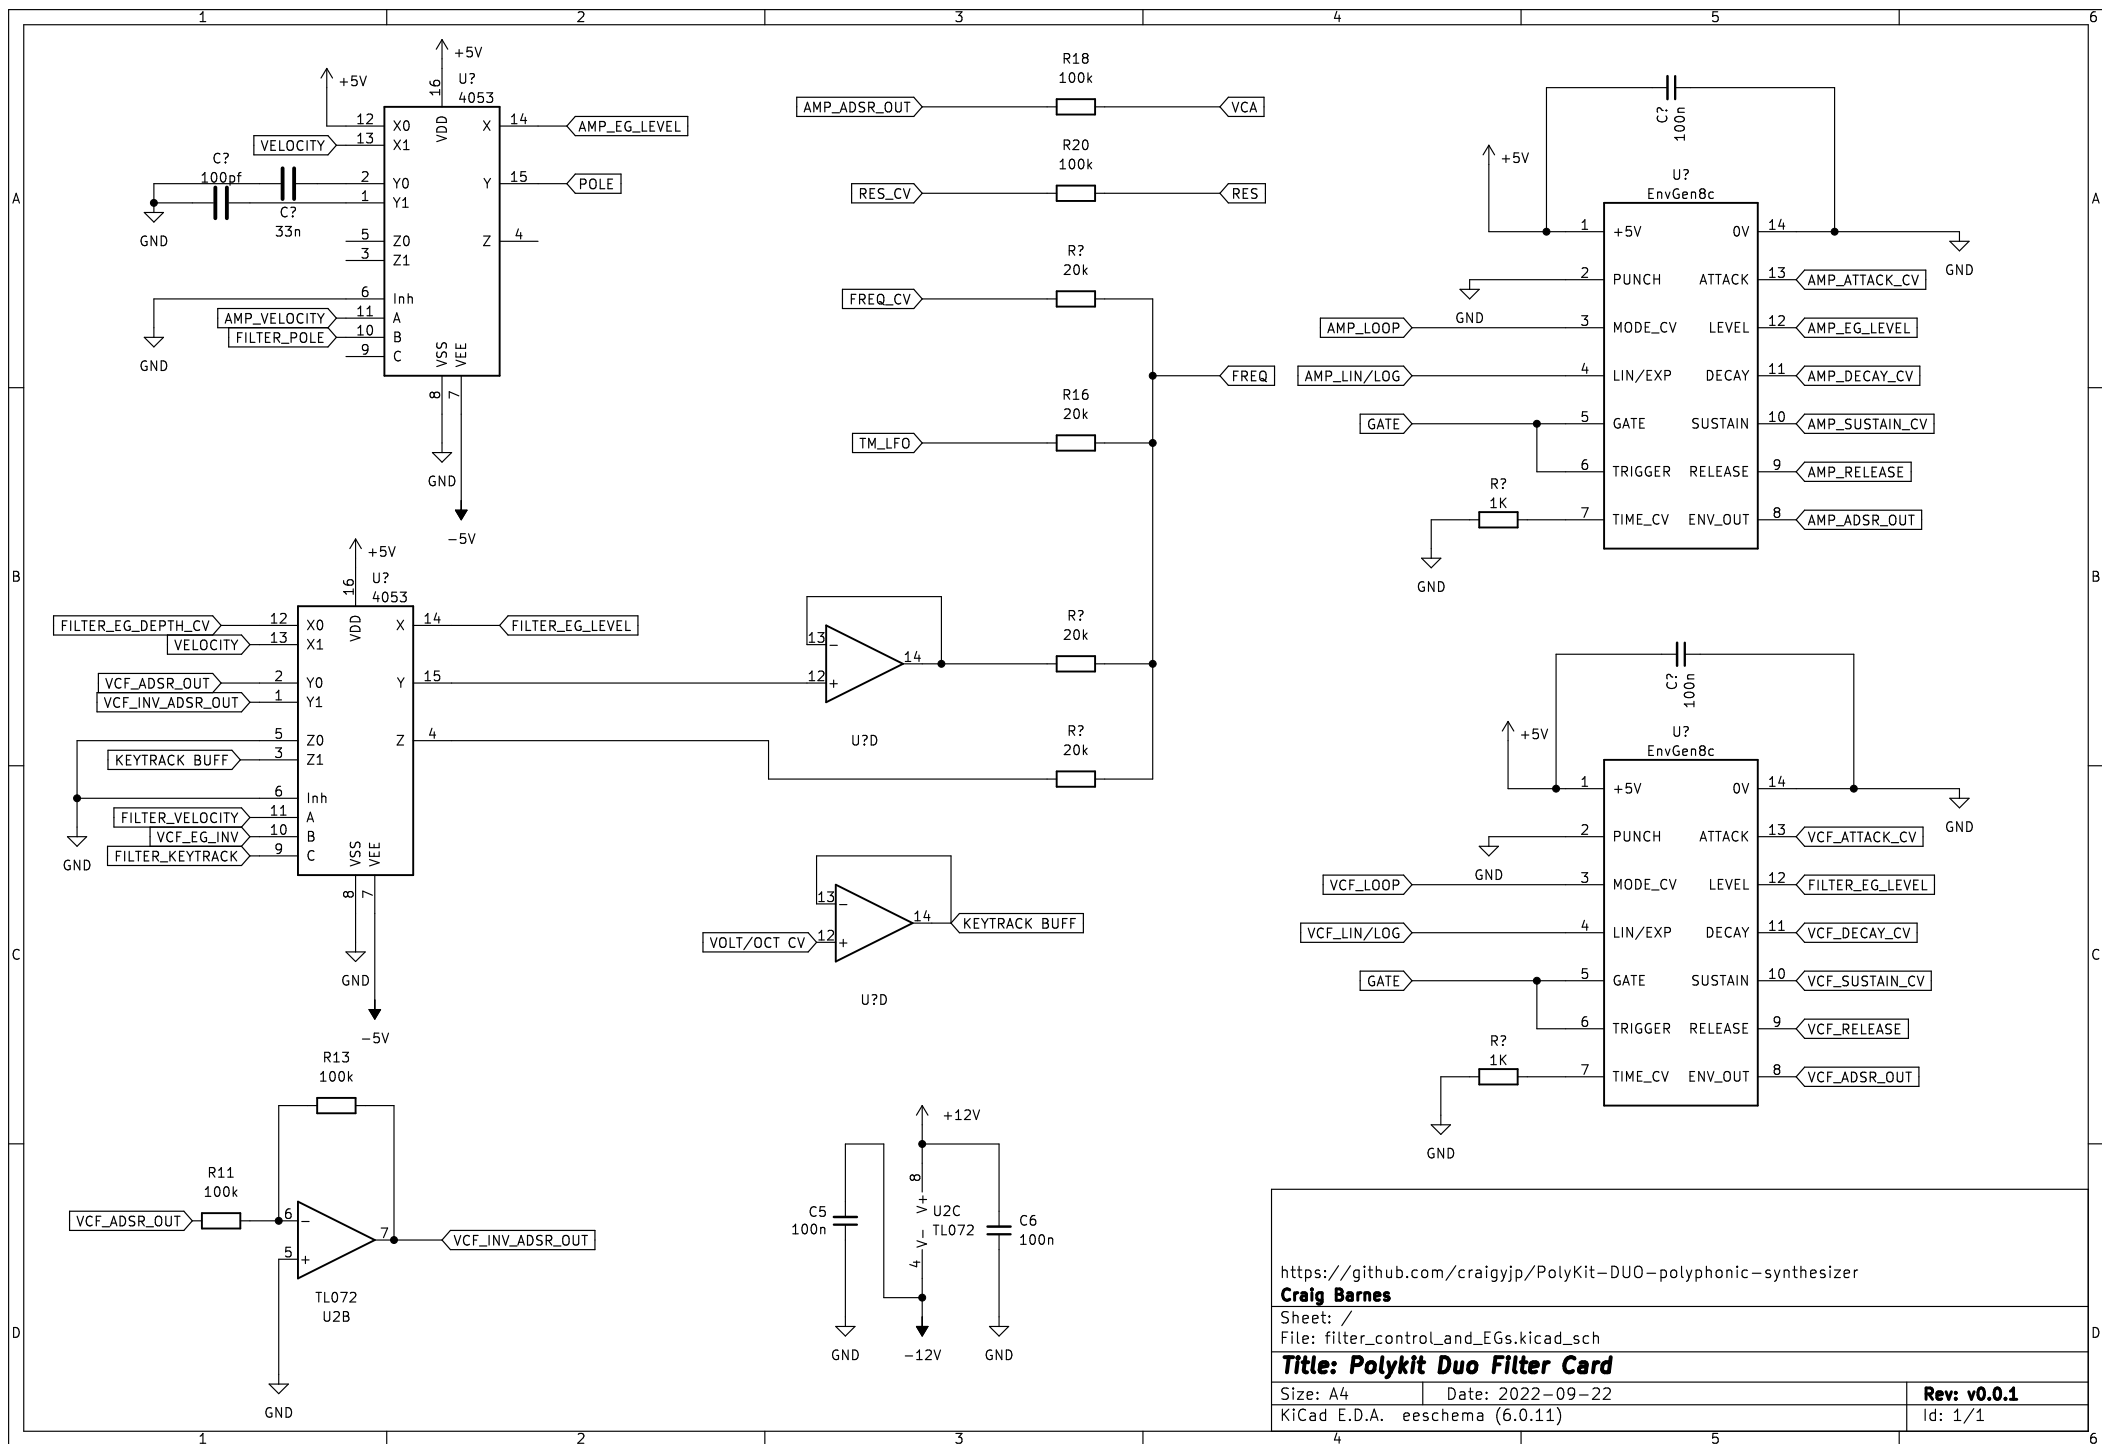 1 2 3 4 5 6
A
B
C
D
A
B
C
D
1 2 3 4 5 6
+5V
+5V
16
U?
4053
VDD
12 X0
VELOCITY 13 X1
C?
100pf
2 Y0
1 Y1
C?
33n
GND
5 Z0
3 Z1
6 Inh
AMP_VELOCITY 11 A
FILTER_POLE 10 B
9 C
GND
X 14 AMP_EG_LEVEL
Y 15 POLE
Z 4
VSS
VEE
8
7
GND
-5V
+5V
16
U?
4053
VDD
FILTER_EG_DEPTH_CV 12 X0
VELOCITY 13 X1
VCF_ADSR_OUT 2 Y0
VCF_INV_ADSR_OUT 1 Y1
5 Z0
KEYTRACK BUFF 3 Z1
6 Inh
FILTER_VELOCITY 11 A
VCF_EG_INV 10 B
FILTER_KEYTRACK 9 C
GND
X 14 FILTER_EG_LEVEL
Y 15
Z 4
VSS
VEE
8
7
GND
-5V
R13
100k
R11
100k
VCF_ADSR_OUT
6 -
5 +
7
VCF_INV_ADSR_OUT
TL072
U2B
GND
R18
100k
AMP_ADSR_OUT VCA
R20
100k
RES_CV RES
R?
20k
FREQ_CV
FREQ
R16
20k
TM_LFO
R?
20k
13 -
12 +
14
U?D
R?
20k
13 -
VOLT/OCT CV 12 +
14 KEYTRACK BUFF
U?D
+12V
8
V+
U2C
TL072
V-
4
C5
100n
C6
100n
GND
-12V
GND
C?
100n
+5V
U?
EnvGen8c
1 +5V 0V 14
GND
2 PUNCH ATTACK 13 AMP_ATTACK_CV
GND
AMP_LOOP 3 MODE_CV LEVEL 12 AMP_EG_LEVEL
AMP_LIN/LOG 4 LIN/EXP DECAY 11 AMP_DECAY_CV
GATE 5 GATE SUSTAIN 10 AMP_SUSTAIN_CV
6 TRIGGER RELEASE 9 AMP_RELEASE
R?
1K
7 TIME_CV ENV_OUT 8 AMP_ADSR_OUT
GND
C?
100n
+5V
U?
EnvGen8c
1 +5V 0V 14
GND
2 PUNCH ATTACK 13 VCF_ATTACK_CV
GND
VCF_LOOP 3 MODE_CV LEVEL 12 FILTER_EG_LEVEL
VCF_LIN/LOG 4 LIN/EXP DECAY 11 VCF_DECAY_CV
GATE 5 GATE SUSTAIN 10 VCF_SUSTAIN_CV
6 TRIGGER RELEASE 9 VCF_RELEASE
R?
1K
7 TIME_CV ENV_OUT 8 VCF_ADSR_OUT
GND
https://github.com/craigyjp/PolyKit-DUO-polyphonic-synthesizer
Craig Barnes
Sheet: /
File: filter_control_and_EGs.kicad_sch
Title: Polykit Duo Filter Card
Size: A4 Date: 2022-09-22 Rev: v0.0.1
KiCad E.D.A. eeschema (6.0.11) Id: 1/1